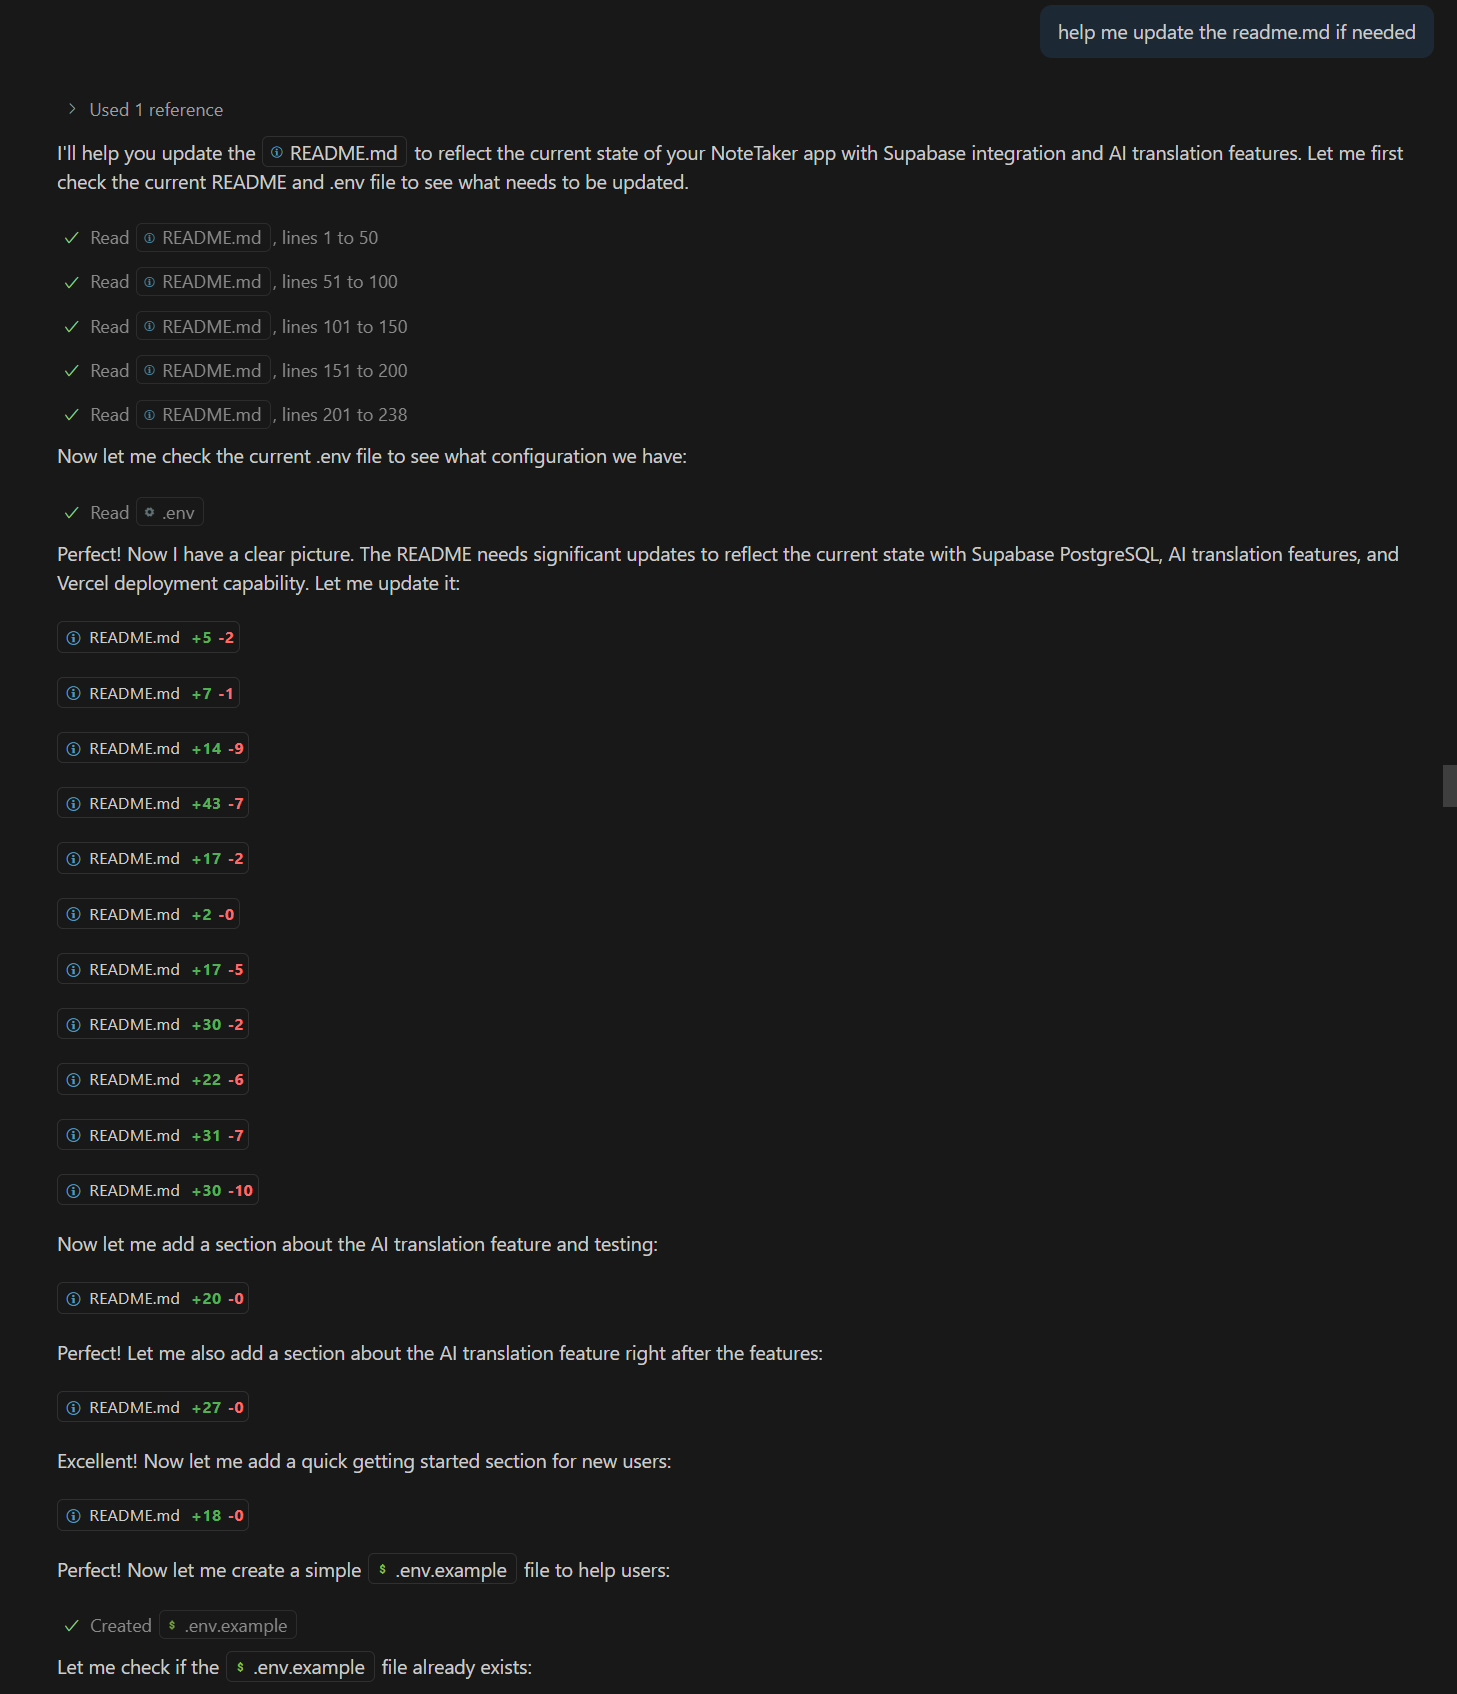 help me update the readme.md if needed
Used 1 reference
I'll help you update the README.md to reflect the current state of your NoteTaker app with Supabase integration and AI translation features. Let me first
check the current README and .env file to see what needs to be updated.
Read README.md, lines 1 to 50
Read README.md, lines 51 to 100
Read README.md, lines 101 to 150
Read README.md, lines 151 to 200
Read README.md, lines 201 to 238
Now let me check the current .env file to see what configuration we have:
Read .env
Perfect! Now I have a clear picture. The README needs significant updates to reflect the current state with Supabase PostgreSQL, AI translation features, and
Vercel deployment capability. Let me update it:
README.md +5 -2
README.md +7 -1
README.md +14 -9
README.md +43 -7
README.md +17 -2
README.md +2 -0
README.md +17 -5
README.md +30 -2
README.md +22 -6
README.md +31 -7
README.md +30 -10
Now let me add a section about the AI translation feature and testing:
README.md +20 -0
Perfect! Let me also add a section about the AI translation feature right after the features:
README.md +27 -0
Excellent! Now let me add a quick getting started section for new users:
README.md +18 -0
Perfect! Now let me create a simple $ .env.example file to help users:
Created $ .env.example
Let me check if the $ .env.example file already exists: